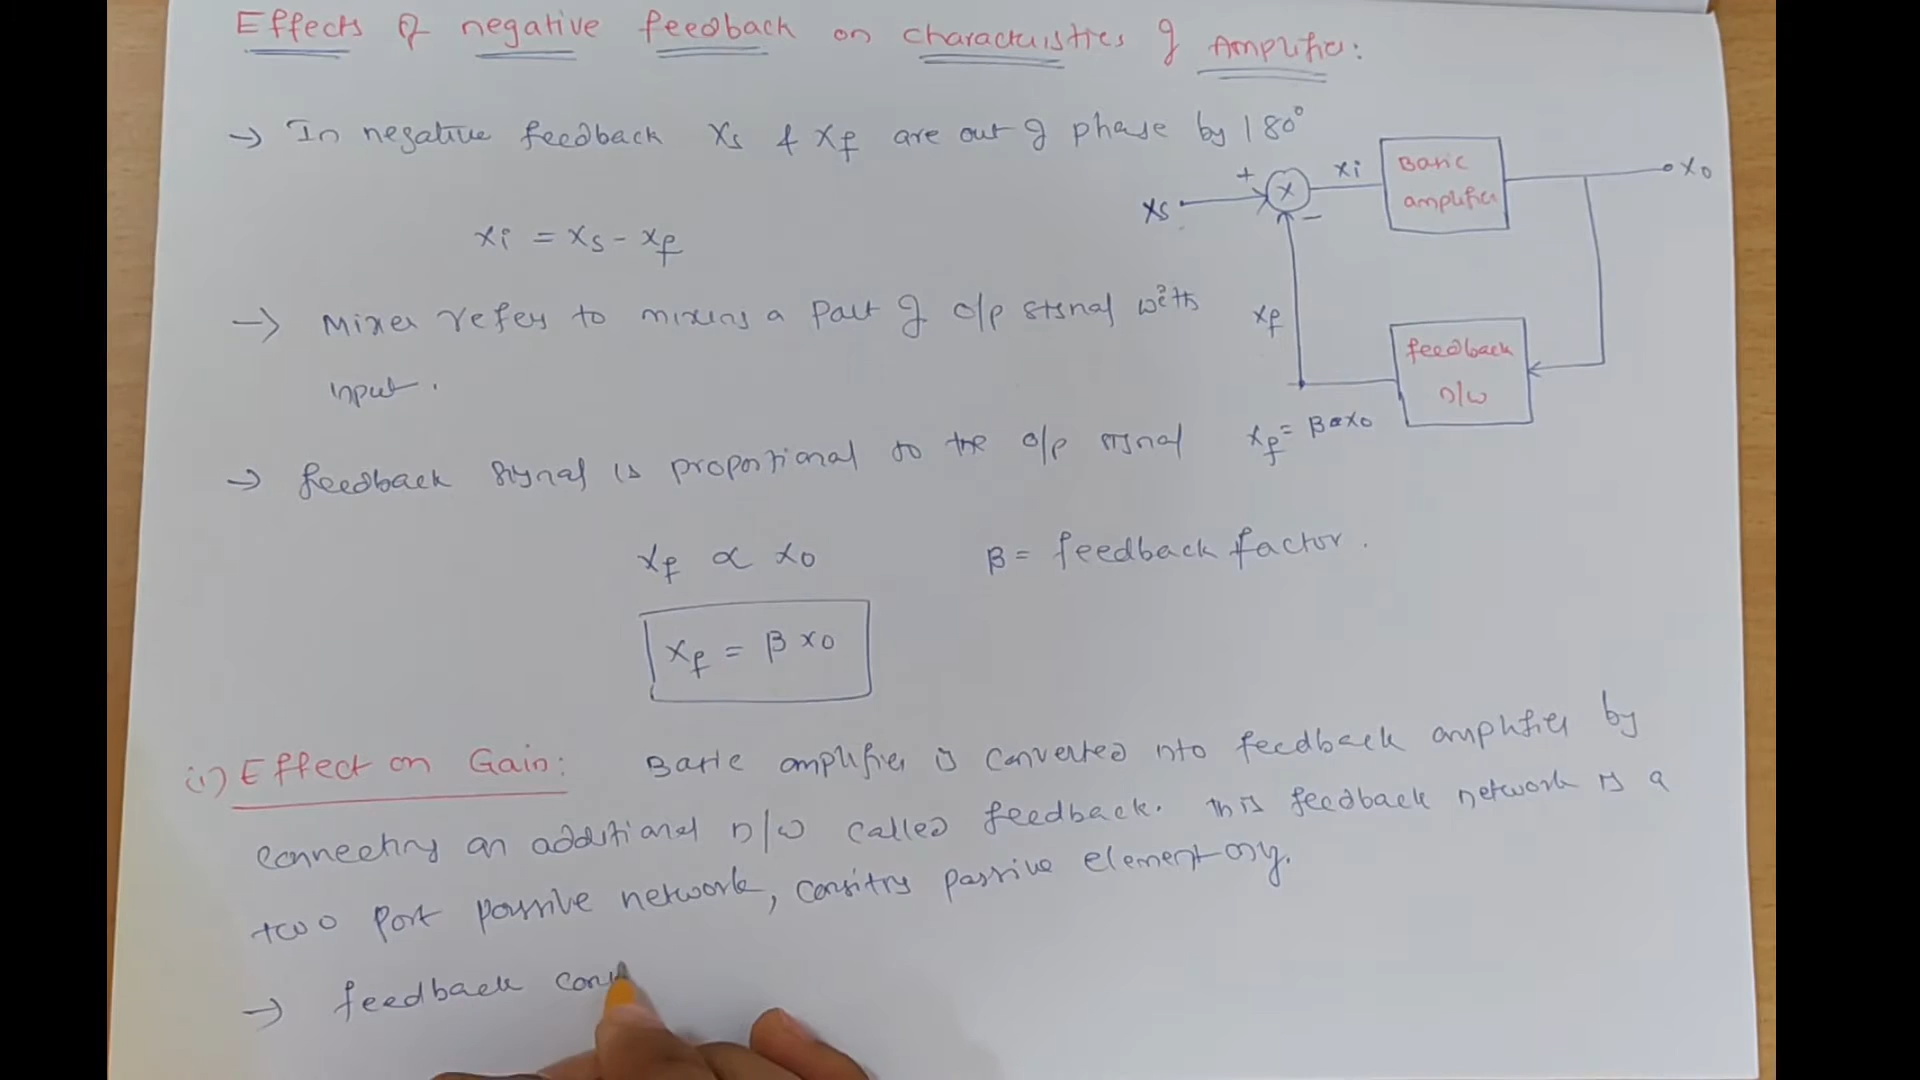 Effects of negative feedback on characteristics of Amplifier:
→ In negative feedback Xs & Xf are out of phase by 180°
Xs
+
X
−
Xi
Basic amplifier
Xo
Xi = Xs - Xf
→ Mixer refers to mixing a Part of o/p signal with
input.
Xf
feedback n/w
→ feedback signal is proportional to the o/p signal
Xf = β Xo
Xf ∝ Xo
β = feedback factor.
Xf = β Xo
(i) Effect on Gain: Basic amplifier is converted into feedback amplifier by
connecting an additional n/w called feedback. This feedback network is a
two Port passive network, consitng passive element only.
→ feedback con